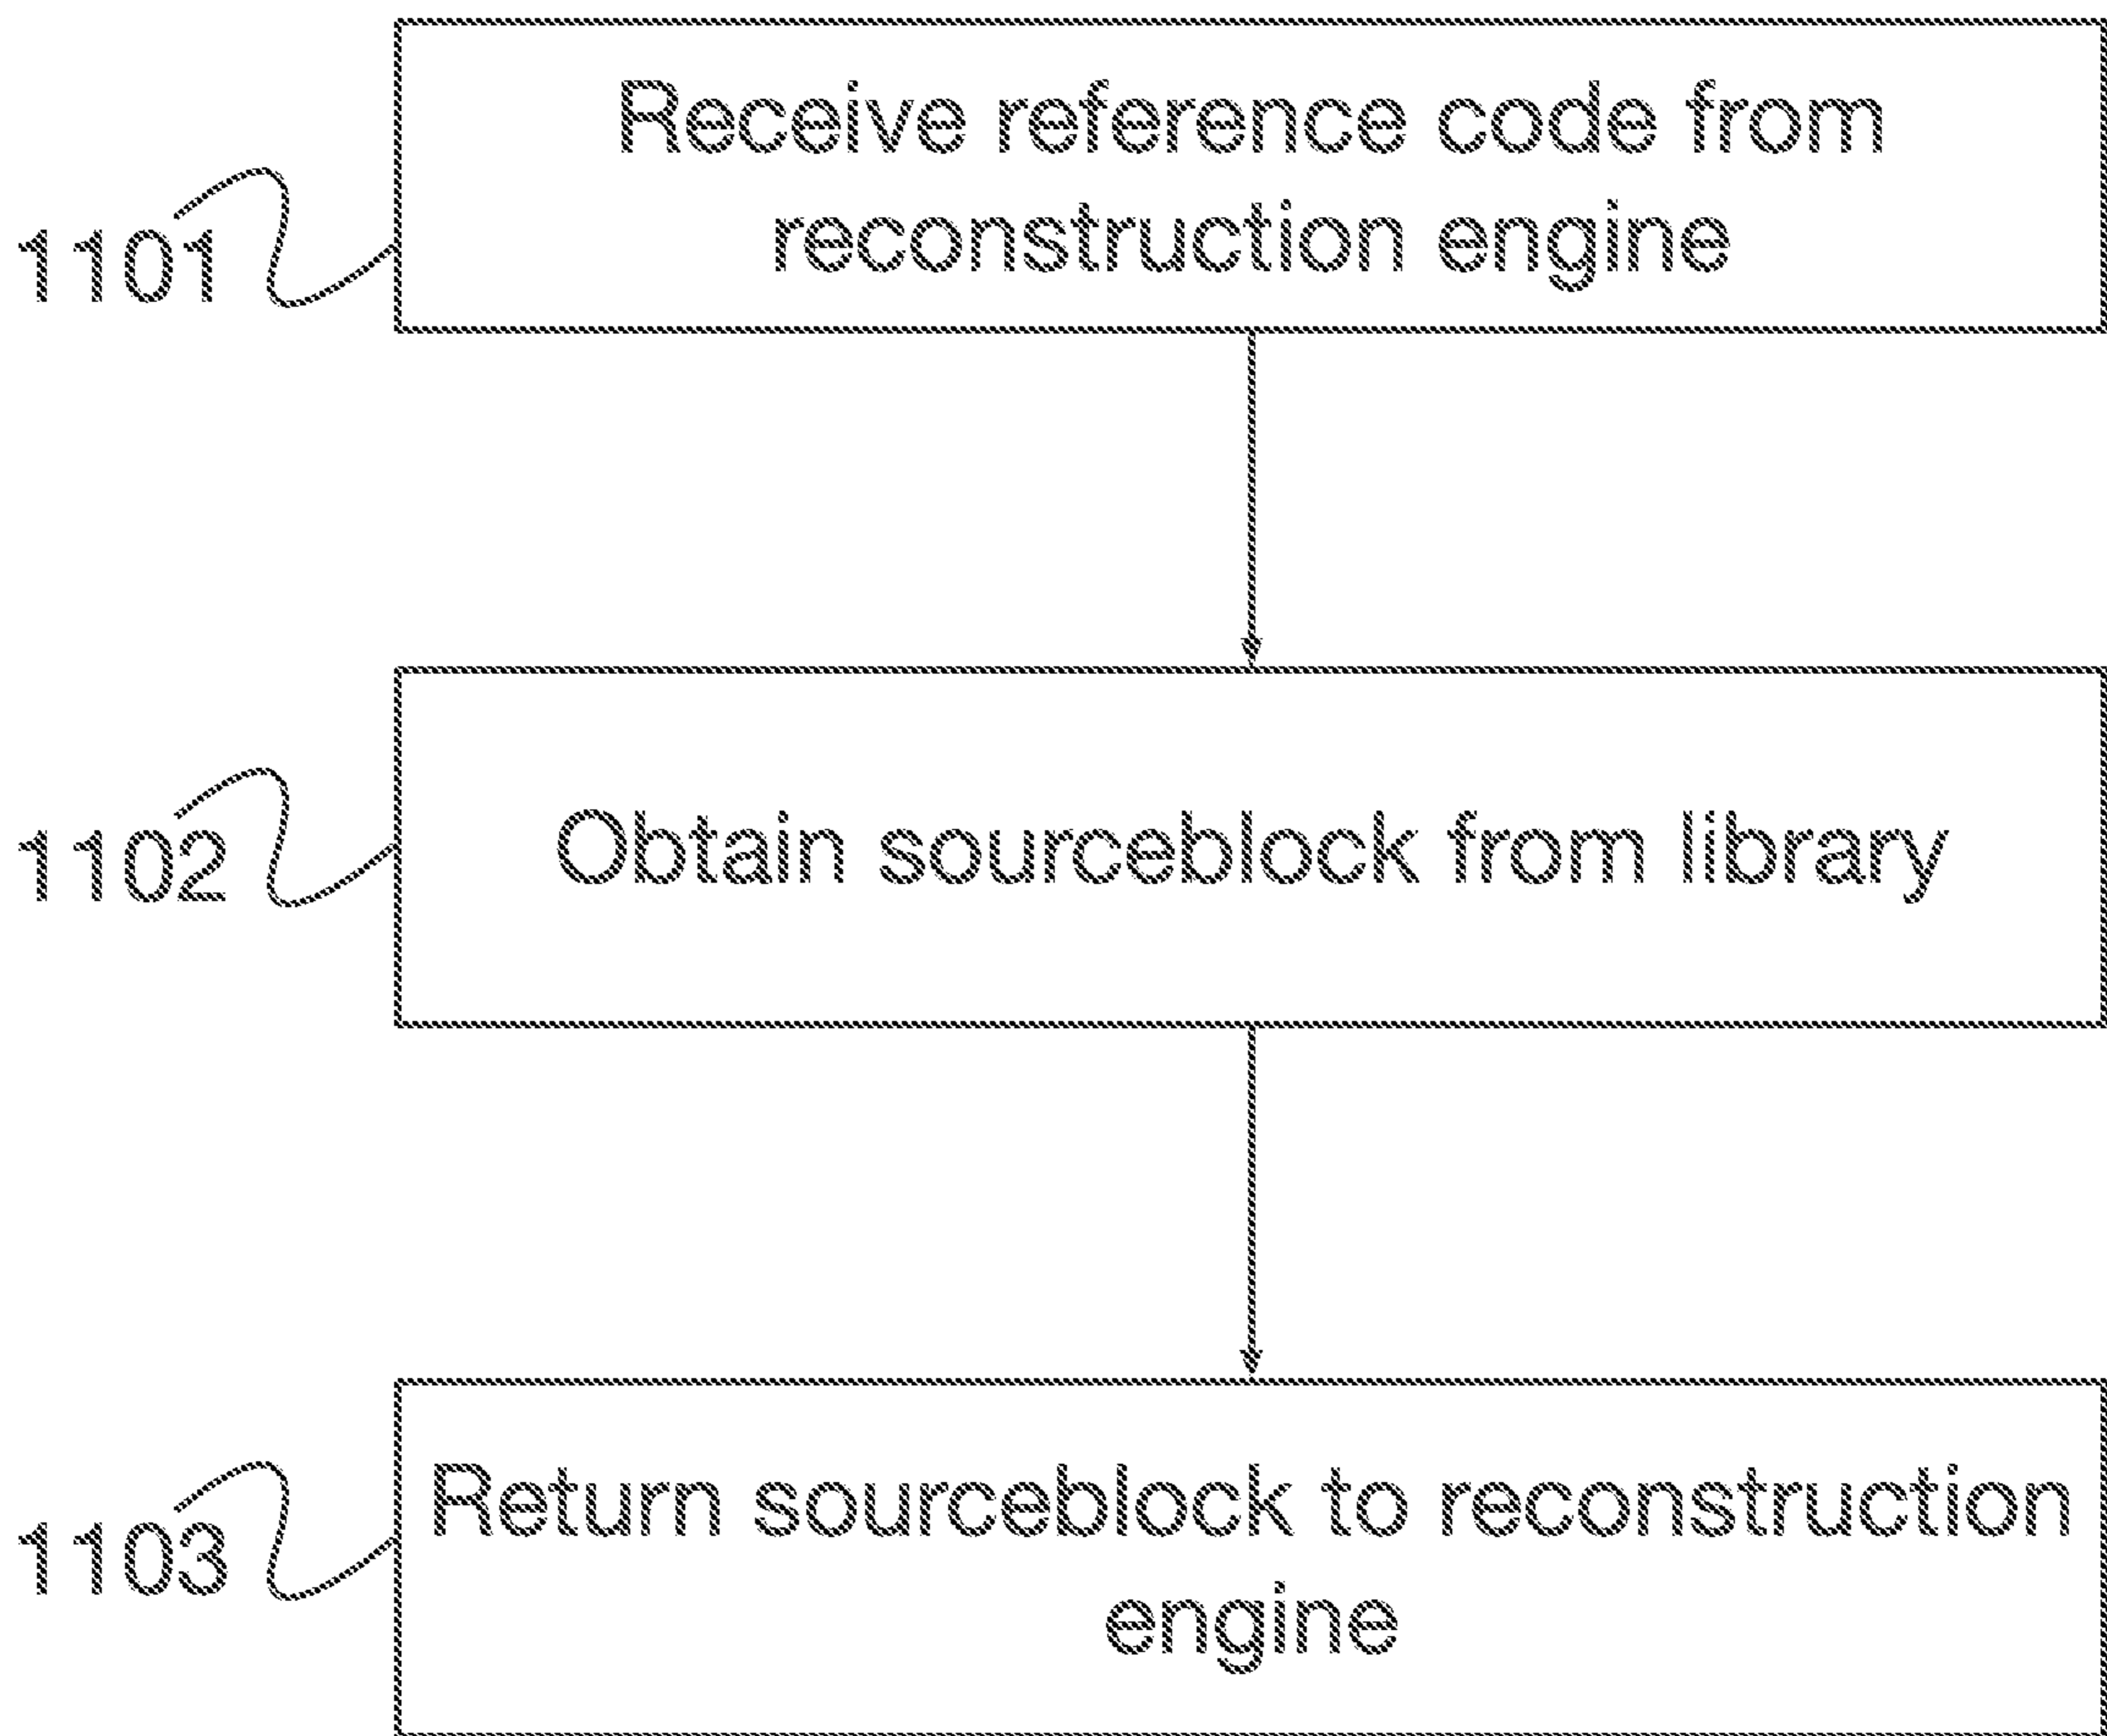 Receive reference code from
reconstruction engine
1101
Obtain sourceblock from library
1102
Return sourceblock to reconstruction
engine
1103